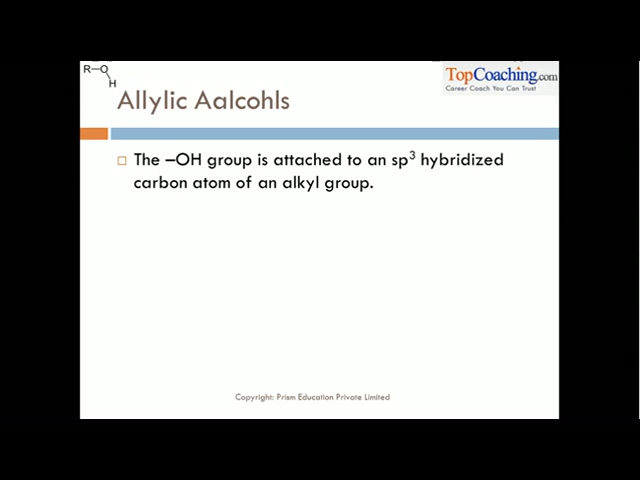 R–O
H
TopCoaching.com
Career Coach You Can Trust
Allylic Aalcohls
The –OH group is attached to an sp³ hybridized
carbon atom of an alkyl group.
Copyright: Prism Education Private Limited